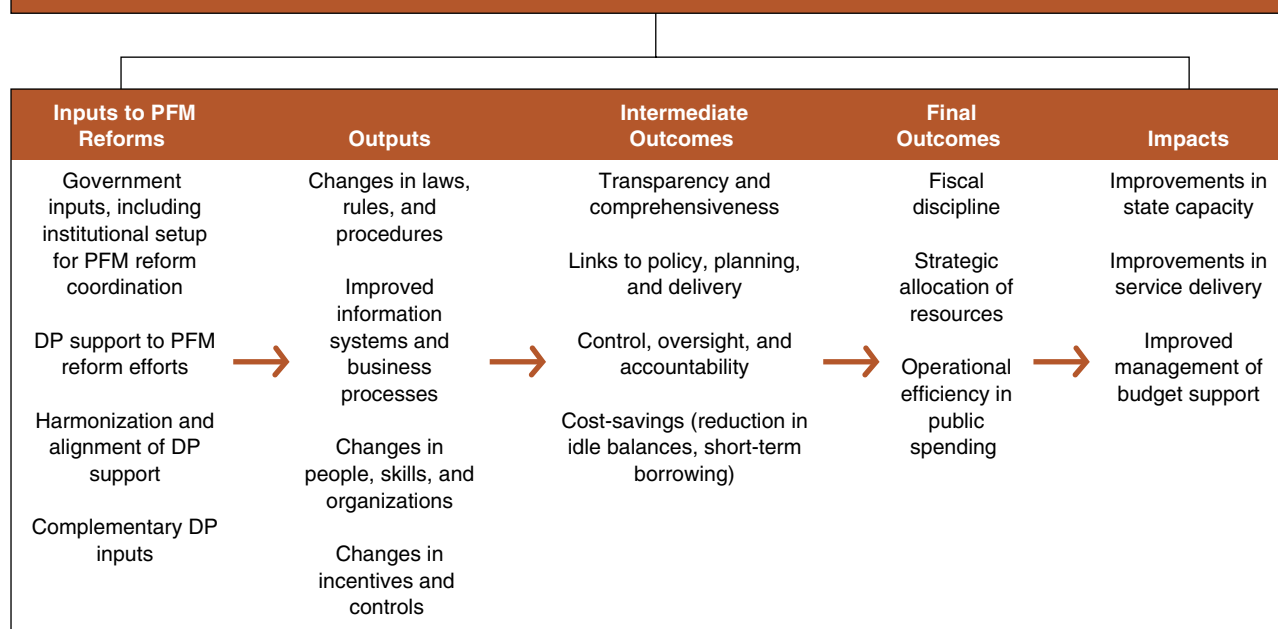 Inputs to PFM
Reforms
Outputs
Intermediate
Outcomes
Final
Outcomes
Impacts
Government
inputs, including
institutional setup
for PFM reform
coordination
DP support to PFM
reform efforts
Harmonization and
alignment of DP
support
Complementary DP
inputs
Changes in laws,
rules, and
procedures
Improved
information
systems and
business
processes
Changes in
people, skills, and
organizations
Changes in
incentives and
controls
Transparency and
comprehensiveness
Links to policy, planning,
and delivery
Control, oversight, and
accountability
Cost-savings (reduction in
idle balances, short-term
borrowing)
Fiscal
discipline
Strategic
allocation of
resources
Operational
efficiency in
public
spending
Improvements in
state capacity
Improvements in
service delivery
Improved
management of
budget support